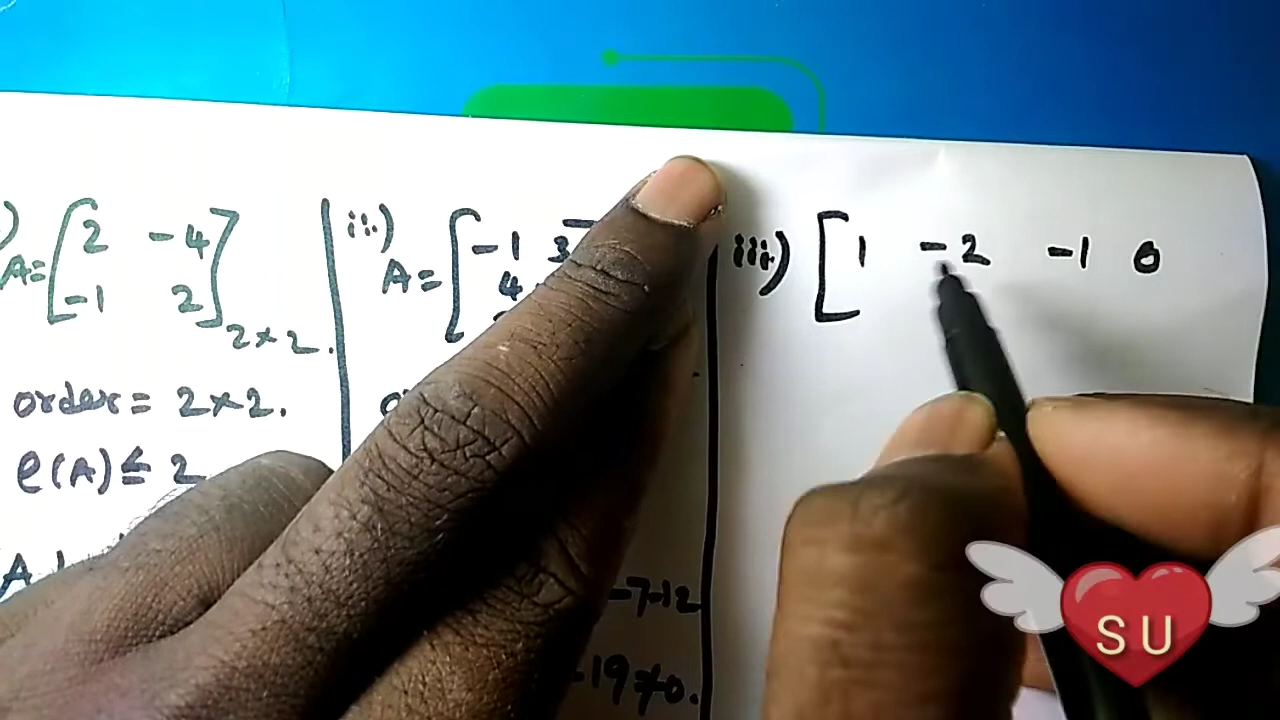 ) A = [ 2 -4
-1 2 ] 2×2.
order = 2×2.
ρ(A) ≤ 2
A
ii) A = [ -1 3
4
-7-12
-19≠0.
iii) [ 1 -2 -1 0
SU